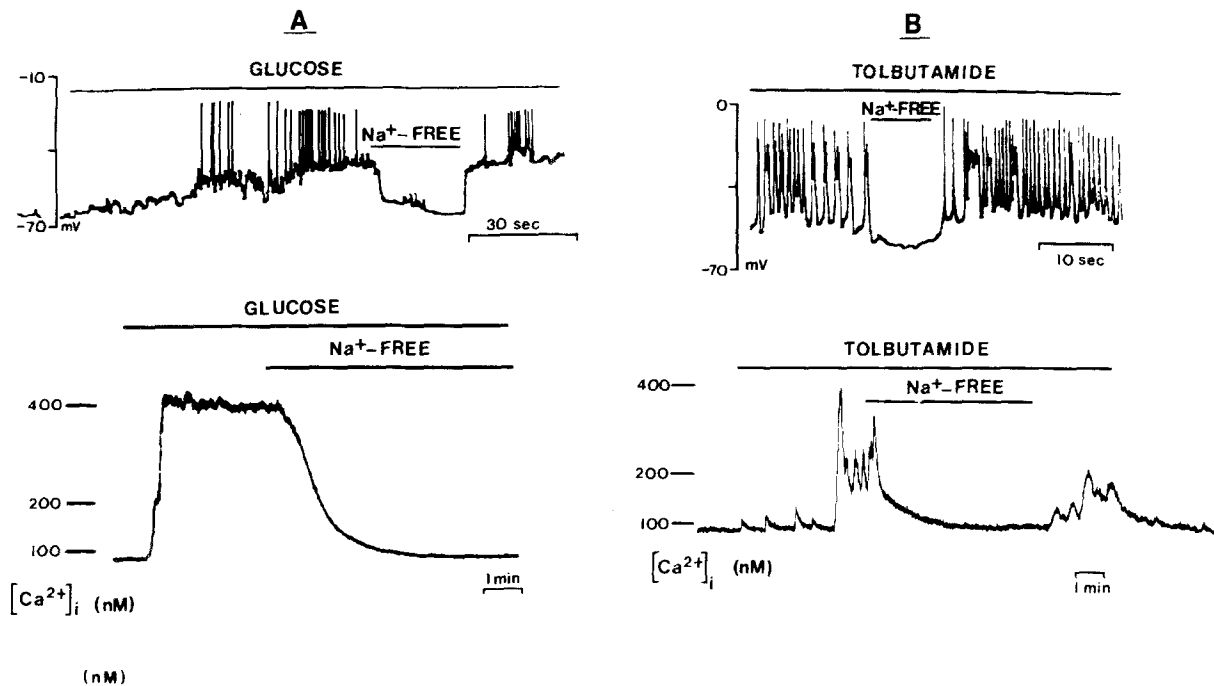 A
GLUCOSE
-10
Na⁺-FREE
-70
mV
30 sec
GLUCOSE
Na⁺-FREE
400
200
100
1 min
[Ca²⁺]i (nM)
(nM)
B
TOLBUTAMIDE
0
Na⁺-FREE
-70
mV
10 sec
TOLBUTAMIDE
400
Na⁺-FREE
200
100
[Ca²⁺]i (nM)
1 min